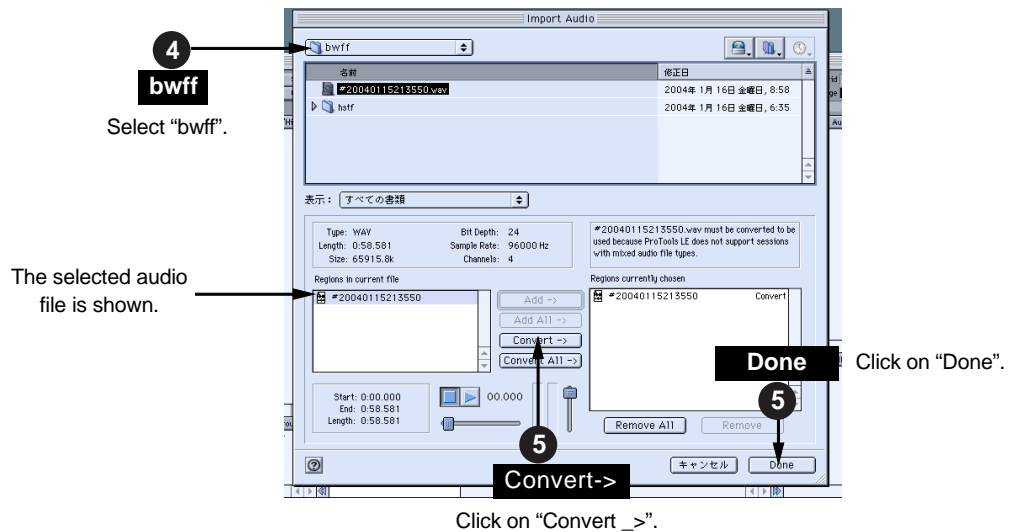 Import Audio
4
bwff
Select “bwff”.
bwff
名前
修正日
#20040115213550.wav
2004年 1月 16日 金曜日, 8:58
hstf
2004年 1月 16日 金曜日, 6:35
表示： すべての書類
Type: WAV
Bit Depth: 24
Length: 0:58.581
Sample Rate: 96000 Hz
Size: 65915.8k
Channels: 4
#20040115213550.wav must be converted to be
used because ProTools LE does not support sessions
with mixed audio file types.
The selected audio
file is shown.
Regions in current file
#20040115213550
Add ->
Add All ->
Convert ->
Convert All ->
Regions currently chosen
#20040115213550 Convert
Done
Click on “Done”.
5
Start: 0:00.000
End: 0:58.581
Length: 0:58.581
00.000
Remove All
Remove
5
Convert->
キャンセル
Done
Click on “Convert _>”.